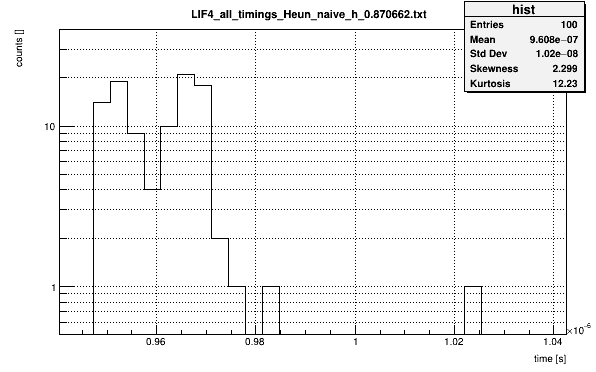 LIF4_all_timings_Heun_naive_h_0.870662.txt
hist
Entries 100
Mean 9.608e−07
Std Dev 1.02e−08
Skewness 2.299
Kurtosis 12.23
counts []
10
1
0.96 0.98 1 1.02 1.04
×10⁻⁶
time [s]